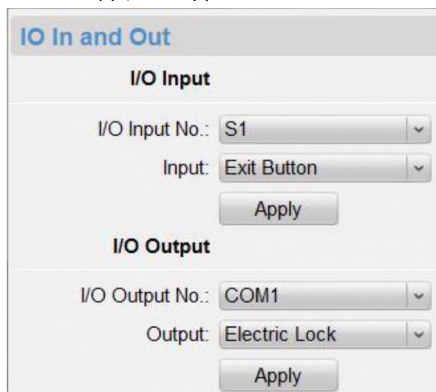 IO In and Out
I/O Input
I/O Input No.: S1
Input: Exit Button
Apply
I/O Output
I/O Output No.: COM1
Output: Electric Lock
Apply